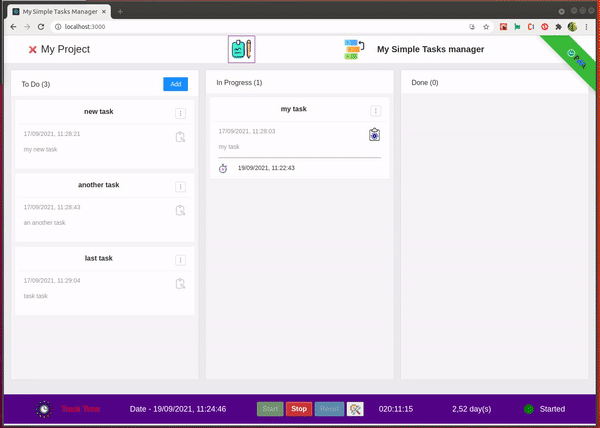 My Simple Tasks Manager
localhost:3000
My Project
My Simple Tasks manager
To Do (3)
Add
In Progress (1)
Done (0)
new task
17/09/2021, 11:28:21
my new task
another task
17/09/2021, 11:28:43
an another task
last task
17/09/2021, 11:29:04
task task
my task
17/09/2021, 11:28:03
my task
19/09/2021, 11:22:43
Date - 19/09/2021, 11:24:46
Start
Stop
Reset
020:11:15
2,52 day(s)
Started